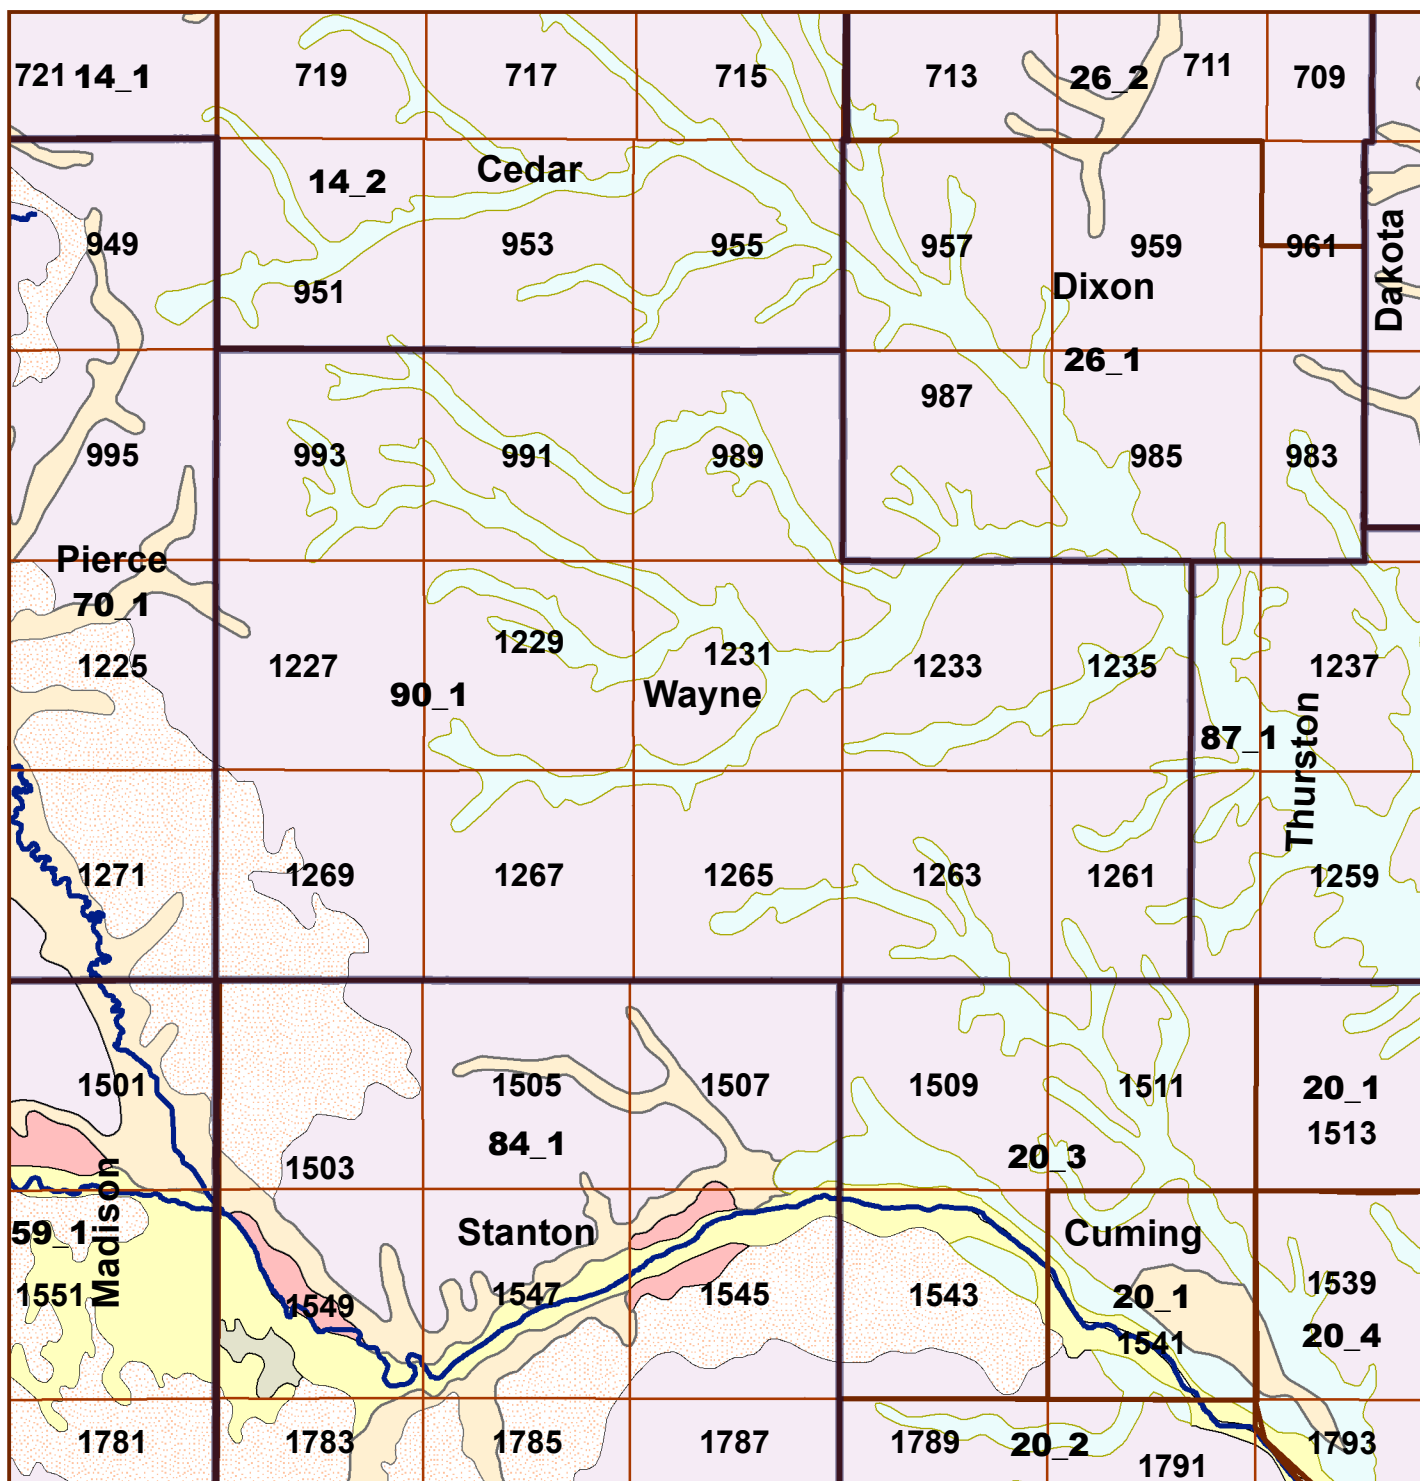 721 14_1 719 717 715 713 26_2 711 709
14_2 Cedar
949 951 953 955 957 959 961 Dakota
Dixon
26_1
987
995 993 991 989 985 983
Pierce
70_1
1225 1227 1229 1231 1233 1235 1237
90_1 Wayne
87_1 Thurston
1271 1269 1267 1265 1263 1261 1259
1501 1505 1507 1509 1511 20_1
1513
84_1
1503 20_3
Madison
59_1 Stanton Cuming
1551 1549 1547 1545 1543 20_1 1539
1541 20_4
1781 1783 1785 1787 1789 20_2 1793
1791